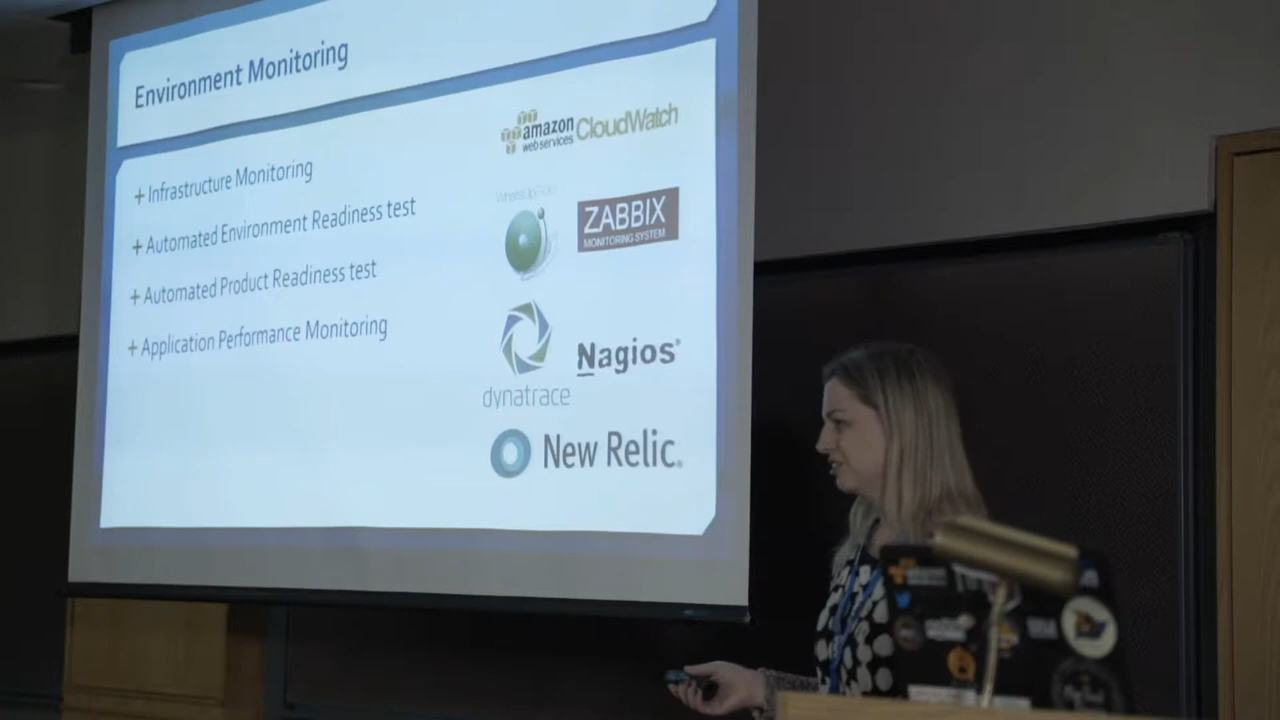 Environment Monitoring
+ Infrastructure Monitoring
+ Automated Environment Readiness test
+ Automated Product Readiness test
+ Application Performance Monitoring
amazon
web services
CloudWatch
WhatsUpGold
ZABBIX
MONITORING SYSTEM
dynatrace
Nagios®
New Relic®